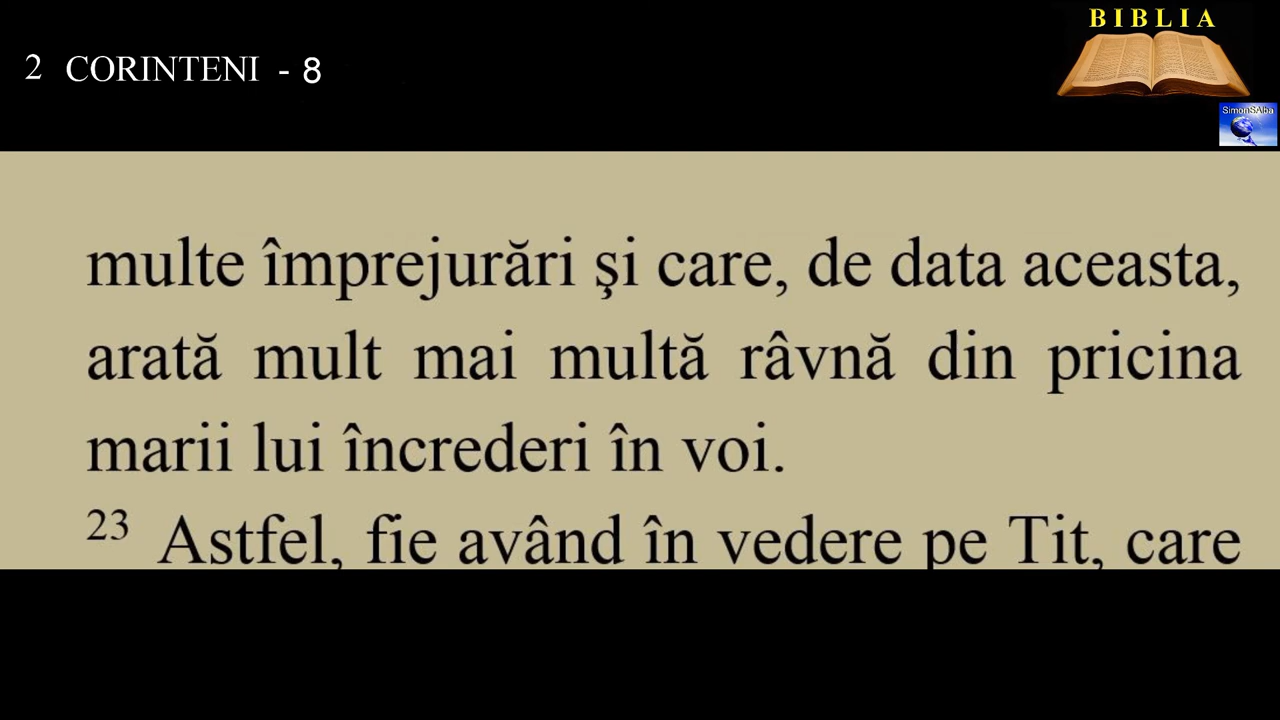 BIBLIA
2 CORINTENI - 8
SimonSAlba
multe împrejurări şi care, de data aceasta,
arată mult mai multă râvnă din pricina
marii lui încrederi în voi.
23 Astfel, fie având în vedere pe Tit, care